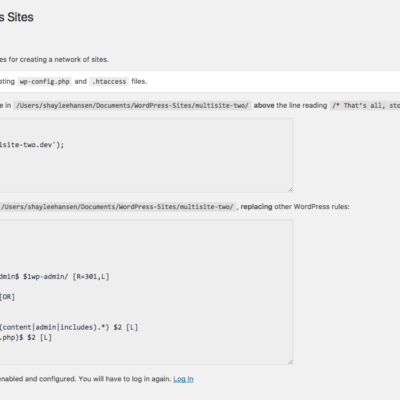 s Sites
es for creating a network of sites.
sting wp-config.php and .htaccess files.
e in /Users/shayleehansen/Documents/WordPress-Sites/multisite-two/ above the line reading /* That's all, sto
isite-two.dev');
/Users/shayleehansen/Documents/WordPress-Sites/multisite-two/ , replacing other WordPress rules:
dmin$ $1wp-admin/ [R=301,L]
[OR]
(content|admin|includes).*) $2 [L]
.php)$ $2 [L]
enabled and configured. You will have to log in again. Log In